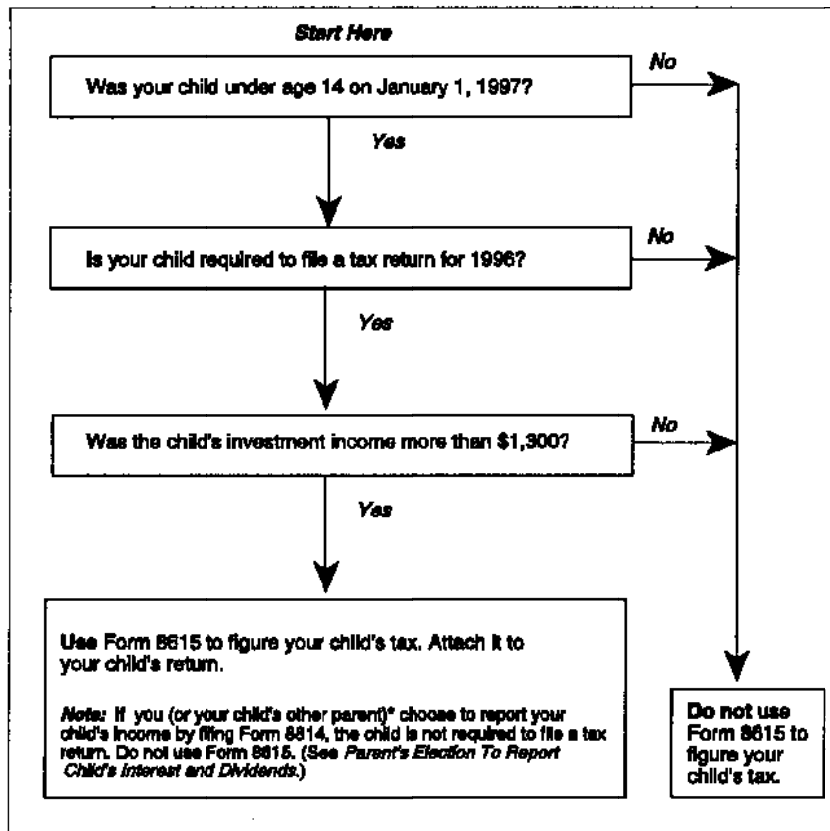 Start Here
Was your child under age 14 on January 1, 1997?
No
Yes
Is your child required to file a tax return for 1996?
No
Yes
Was the child's investment income more than $1,300?
No
Yes
Use Form 8615 to figure your child's tax. Attach it to
your child's return.
Note: If you (or your child's other parent)* choose to report your
child's income by filing Form 8814, the child is not required to file a tax
return. Do not use Form 8615. (See Parent's Election To Report
Child's Interest and Dividends.)
Do not use
Form 8615 to
figure your
child's tax.